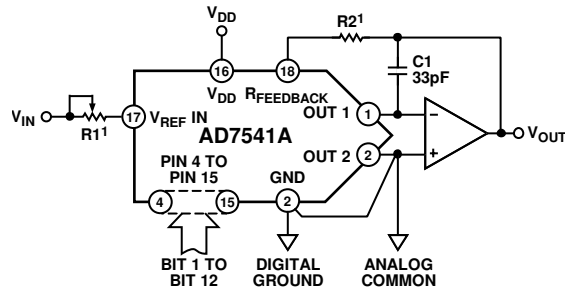 V_DD
R2¹
16
18
C1
33pF
V_DD
R_FEEDBACK
V_IN
R1¹
17
V_REF IN
OUT 1
1
−
AD7541A
OUT 2
2
+
V_OUT
PIN 4 TO
PIN 15
GND
4
15
2
BIT 1 TO
BIT 12
DIGITAL
GROUND
ANALOG
COMMON